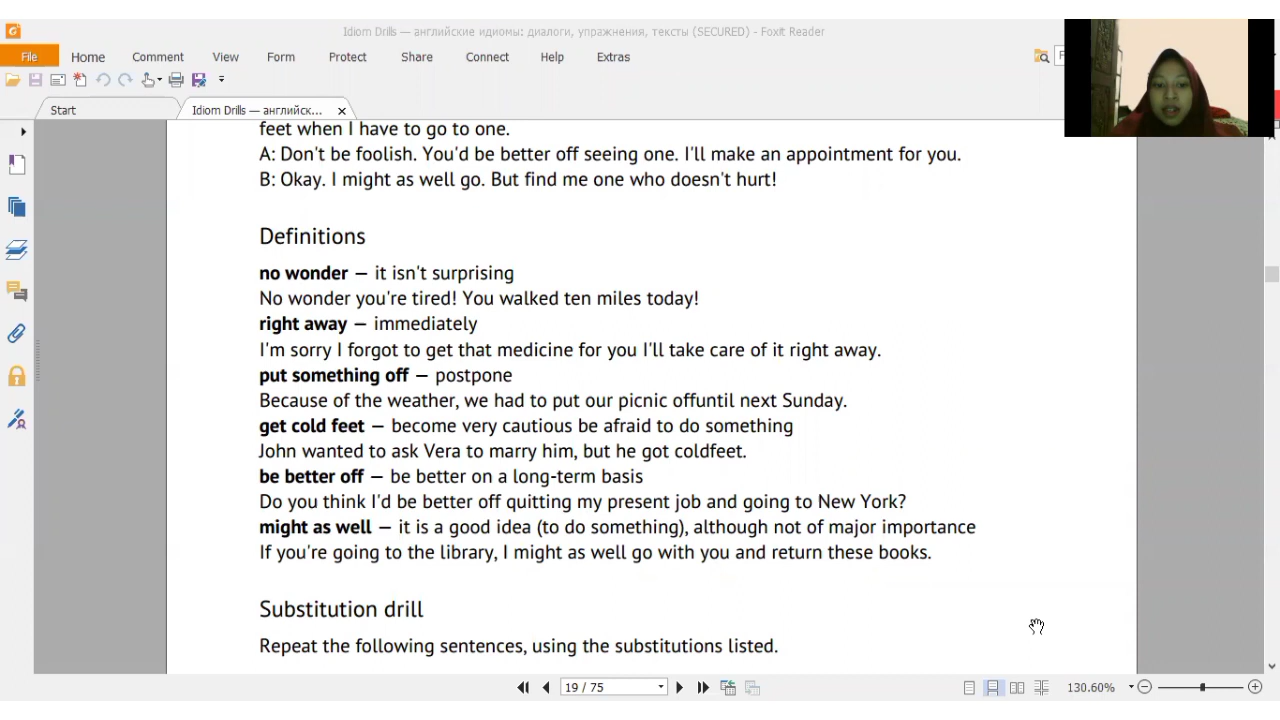 Idiom Drills — английские идиомы: диалоги, упражнения, тексты (SECURED) - Foxit Reader
File Home Comment View Form Protect Share Connect Help Extras
Start Идиом Drills — английск...
feet when I have to go to one.
A: Don't be foolish. You'd be better off seeing one. I'll make an appointment for you.
B: Okay. I might as well go. But find me one who doesn't hurt!
Definitions
no wonder — it isn't surprising
No wonder you're tired! You walked ten miles today!
right away — immediately
I'm sorry I forgot to get that medicine for you I'll take care of it right away.
put something off — postpone
Because of the weather, we had to put our picnic offuntil next Sunday.
get cold feet — become very cautious be afraid to do something
John wanted to ask Vera to marry him, but he got coldfeet.
be better off — be better on a long-term basis
Do you think I'd be better off quitting my present job and going to New York?
might as well — it is a good idea (to do something), although not of major importance
If you're going to the library, I might as well go with you and return these books.
Substitution drill
Repeat the following sentences, using the substitutions listed.
19 / 75 130.60%